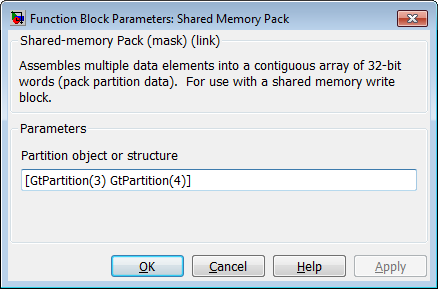 Function Block Parameters: Shared Memory Pack
Shared-memory Pack (mask) (link)
Assembles multiple data elements into a contiguous array of 32-bit
words (pack partition data).  For use with a shared memory write
block.
Parameters
Partition object or structure
[GtPartition(3) GtPartition(4)]
OK Cancel Help Apply